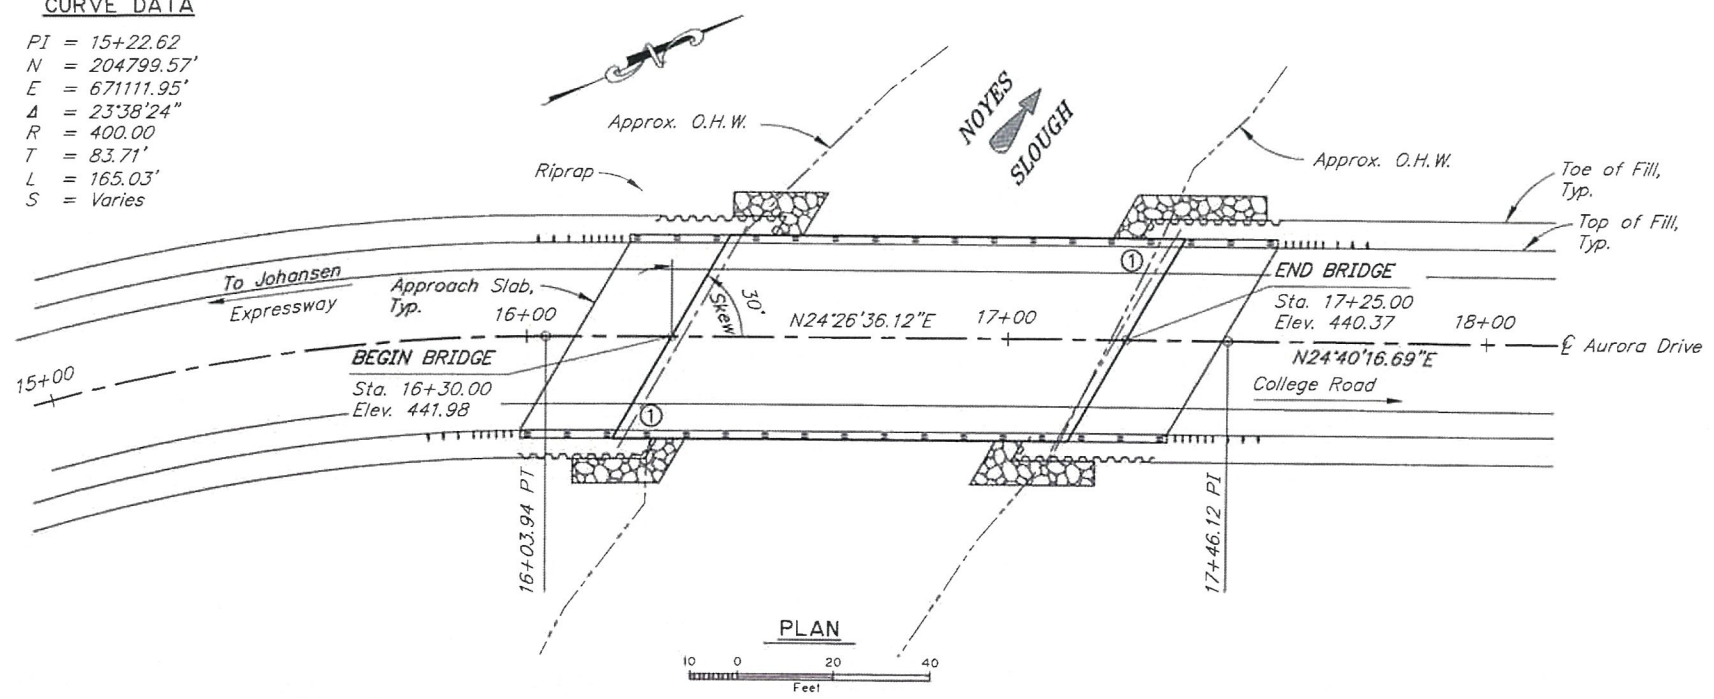 CURVE DATA
PI = 15+22.62
N = 204799.57'
E = 671111.95'
Δ = 23°38'24"
R = 400.00
T = 83.71'
L = 165.03'
S = Varies
Approx. O.H.W.
NOYES
SLOUGH
Approx. O.H.W.
Riprap
Toe of Fill,
Typ.
Top of Fill,
Typ.
To Johansen
Expressway
Approach Slab,
Typ.
16+00
30°
Skew
N24°26'36.12"E
17+00
1
END BRIDGE
Sta. 17+25.00
Elev. 440.37
18+00
℄ Aurora Drive
N24°40'16.69"E
College Road
15+00
BEGIN BRIDGE
Sta. 16+30.00
Elev. 441.98
1
16+03.94 PT
17+46.12 PI
PLAN
10 0 20 40
Feet